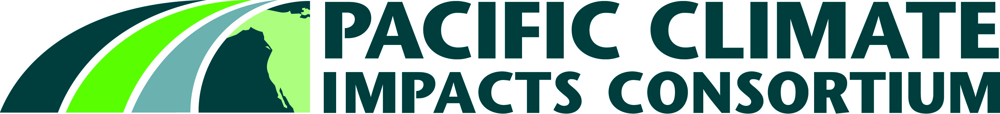 PACIFIC CLIMATE
IMPACTS CONSORTIUM